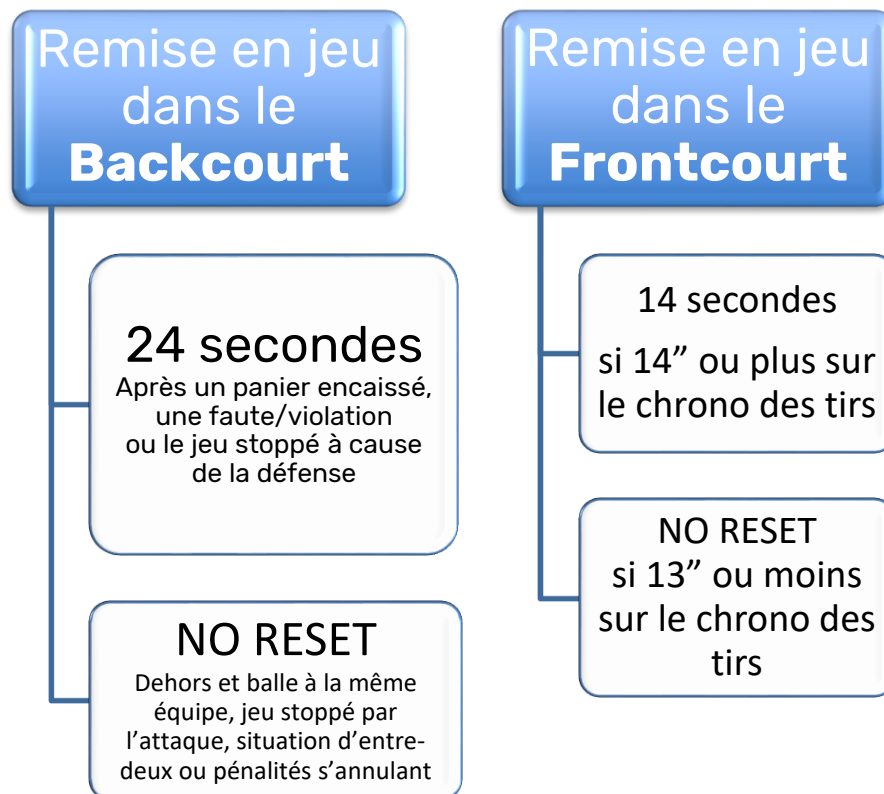 Remise en jeu
dans le
Backcourt
24 secondes
Après un panier encaissé,
une faute/violation
ou le jeu stoppé à cause
de la défense
NO RESET
Dehors et balle à la même
équipe, jeu stoppé par
l’attaque, situation d’entre-
deux ou pénalités s’annulant
Remise en jeu
dans le
Frontcourt
14 secondes
si 14” ou plus sur
le chrono des tirs
NO RESET
si 13” ou moins
sur le chrono des
tirs